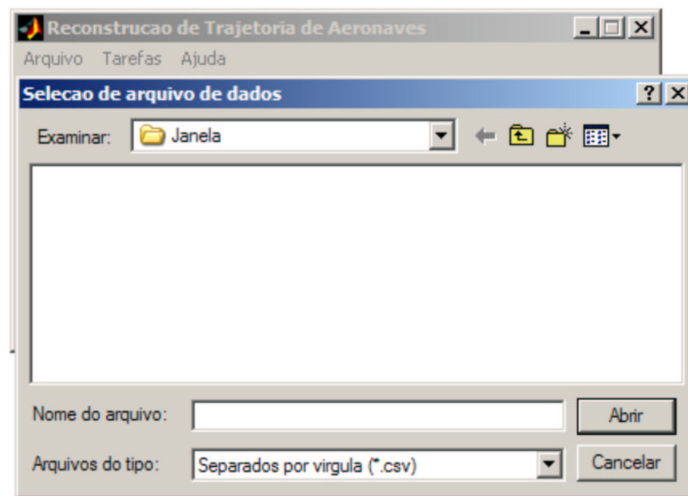 Reconstrucao de Trajetoria de Aeronaves
Arquivo Tarefas Ajuda
Selecao de arquivo de dados
Examinar: Janela
Nome do arquivo: Abrir
Arquivos do tipo: Separados por virgula (*.csv) Cancelar